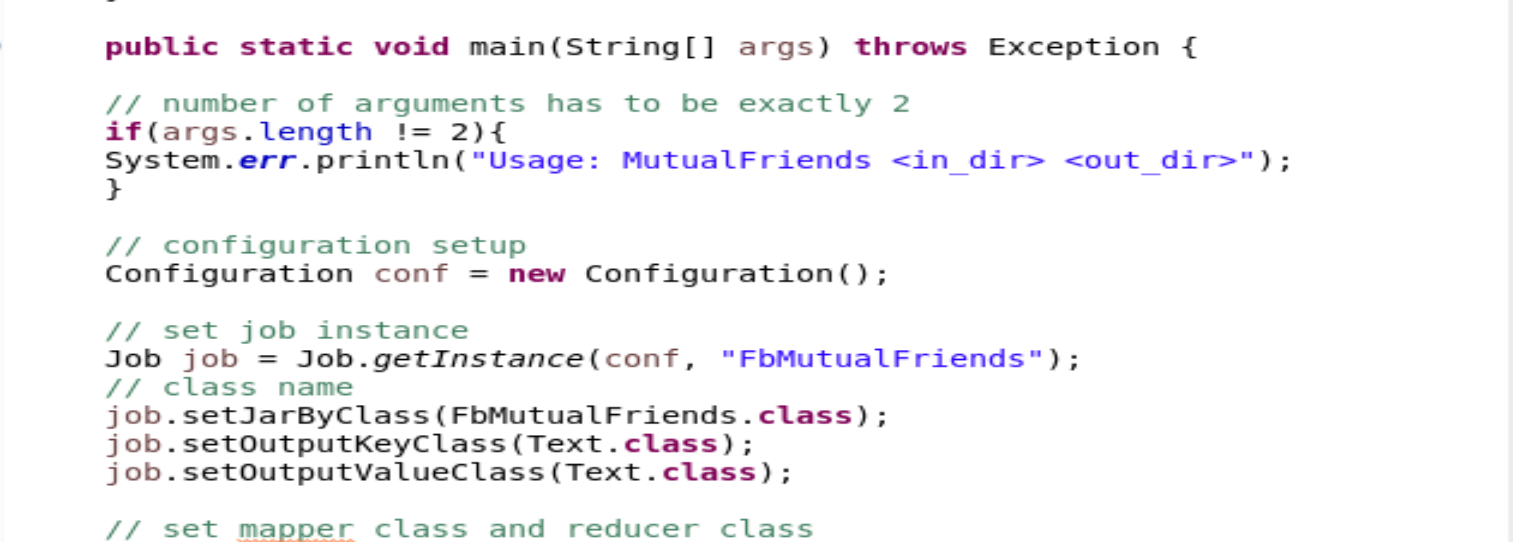 public static void main(String[] args) throws Exception {
// number of arguments has to be exactly 2
if(args.length != 2){
System.err.println("Usage: MutualFriends <in_dir> <out_dir>");
}
// configuration setup
Configuration conf = new Configuration();
// set job instance
Job job = Job.getInstance(conf, "FbMutualFriends");
// class name
job.setJarByClass(FbMutualFriends.class);
job.setOutputKeyClass(Text.class);
job.setOutputValueClass(Text.class);
// set mapper class and reducer class